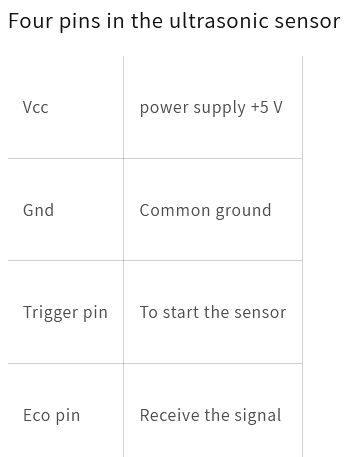 Four pins in the ultrasonic sensor
Vcc power supply +5 V
Gnd Common ground
Trigger pin To start the sensor
Eco pin Receive the signal